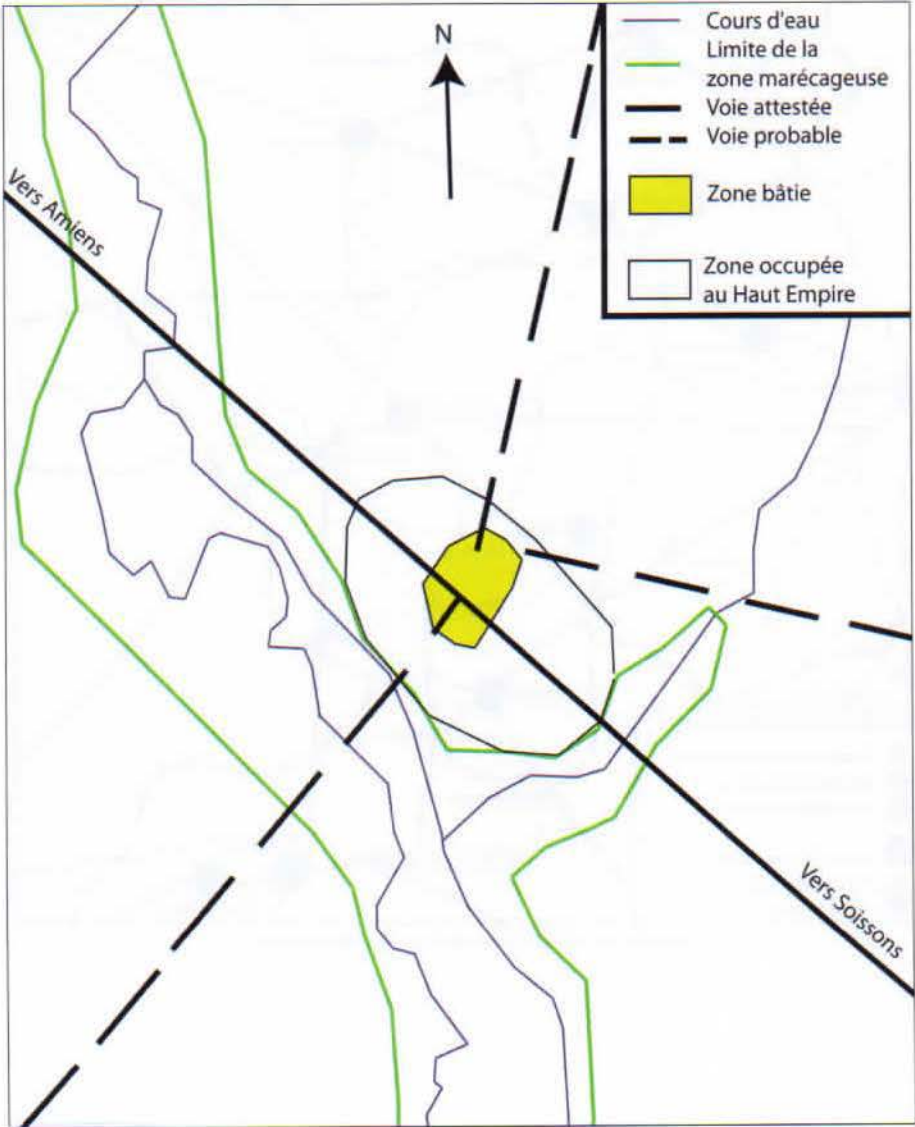 Cours d'eau
Limite de la
zone marécageuse
Voie attestée
Voie probable
Zone bâtie
Zone occupée
au Haut Empire
N
Vers Amiens
Vers Soissons